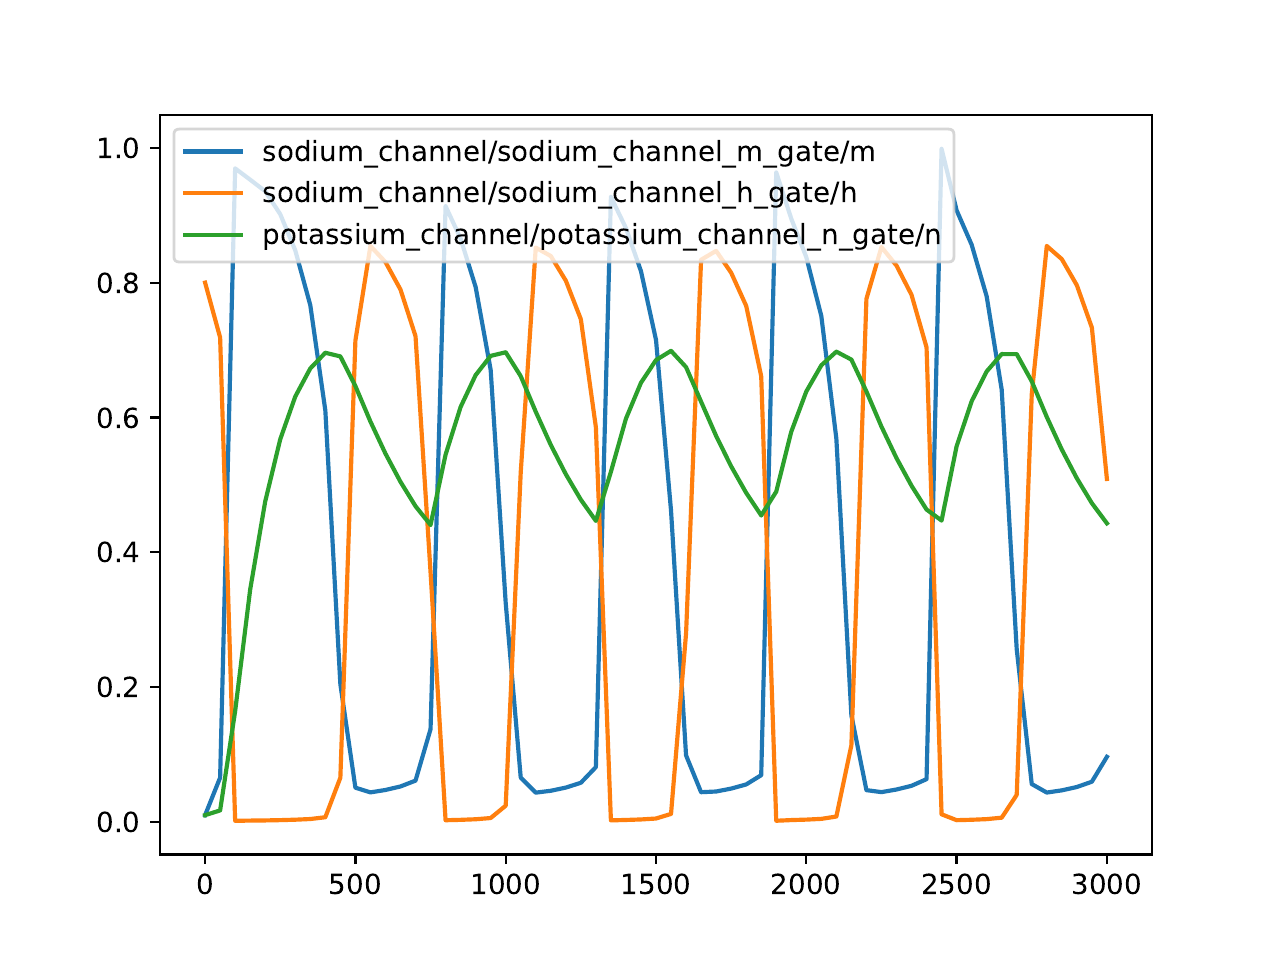 1.0
0.8
0.6
0.4
0.2
0.0
sodium_channel/sodium_channel_m_gate/m
sodium_channel/sodium_channel_h_gate/h
potassium_channel/potassium_channel_n_gate/n
0 500 1000 1500 2000 2500 3000